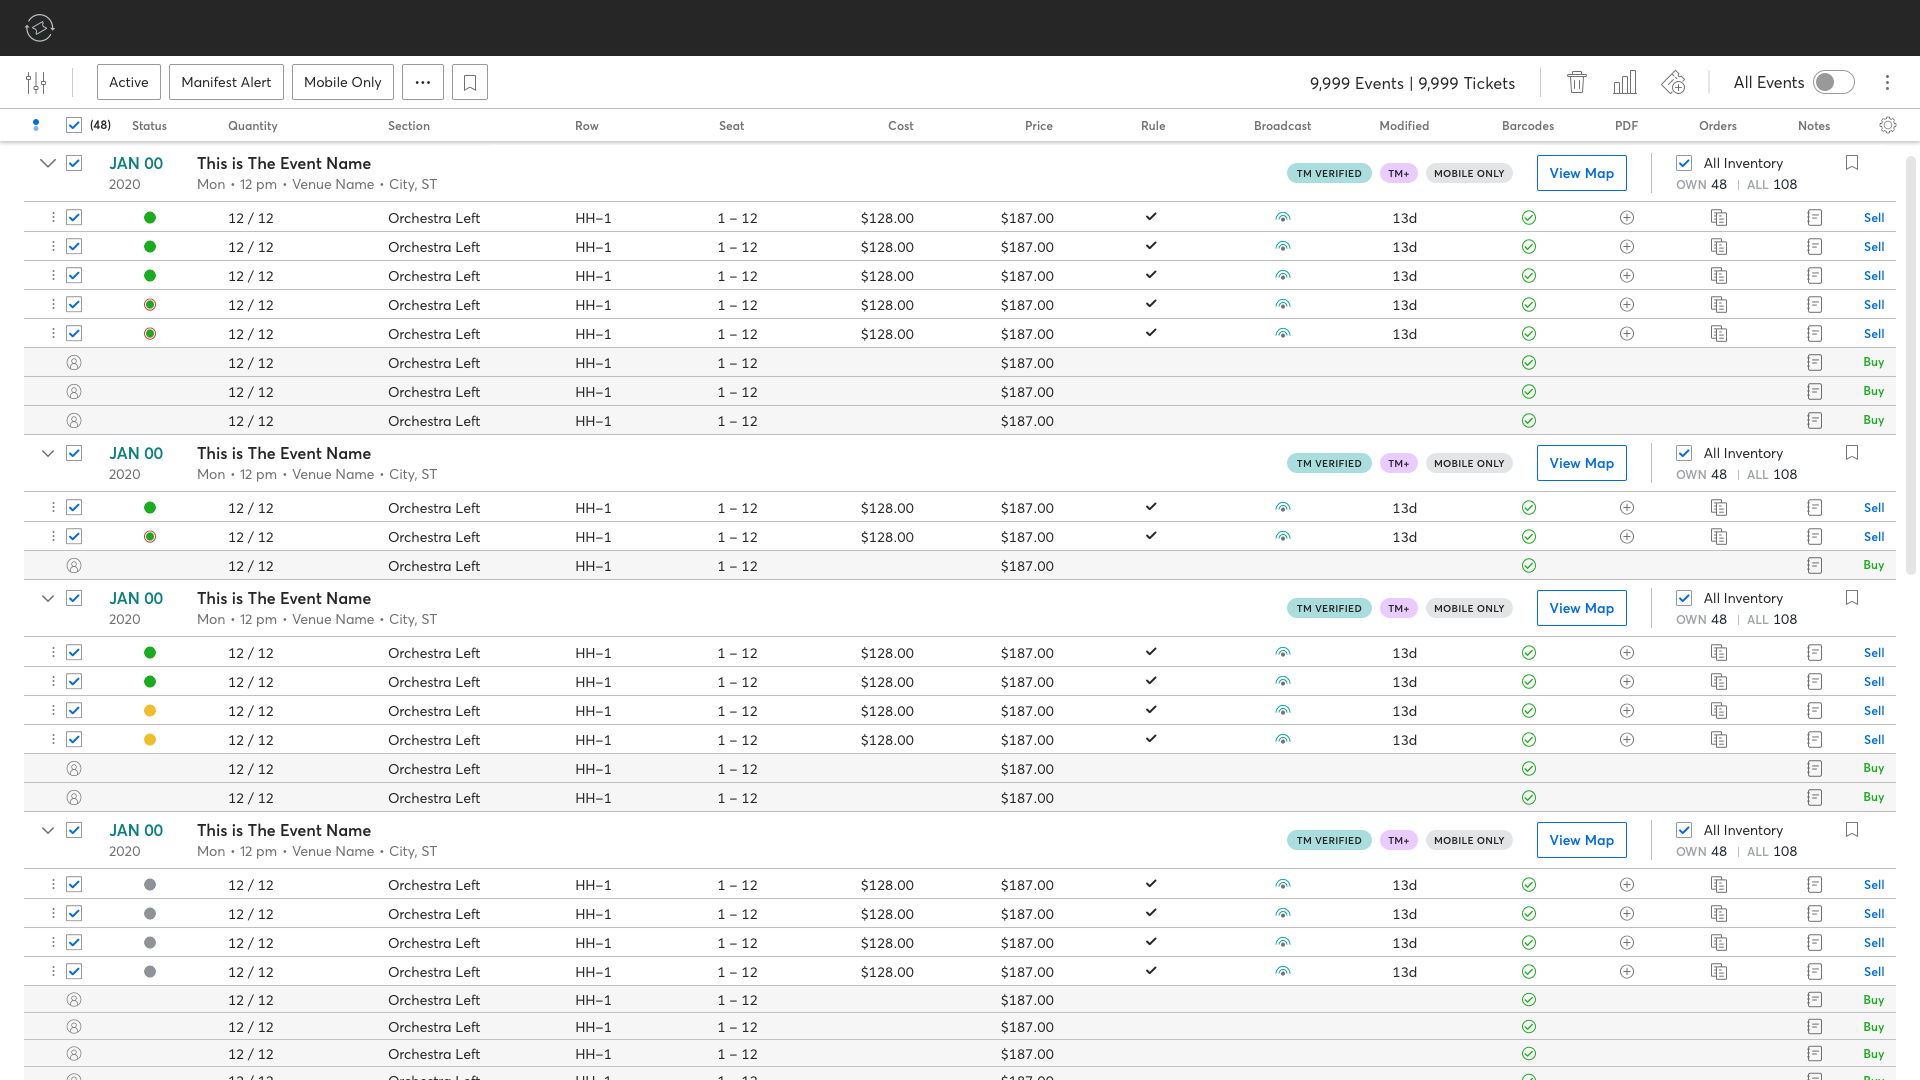 Active Manifest Alert Mobile Only ··· 9,999 Events | 9,999 Tickets All Events
(48) Status Quantity Section Row Seat Cost Price Rule Broadcast Modified Barcodes PDF Orders Notes
JAN 00 This is The Event Name TM VERIFIED TM+ MOBILE ONLY View Map All Inventory
2020 Mon • 12 pm • Venue Name • City, ST OWN 48 | ALL 108
12 / 12 Orchestra Left HH–1 1 – 12 $128.00 $187.00 13d Sell
12 / 12 Orchestra Left HH–1 1 – 12 $128.00 $187.00 13d Sell
12 / 12 Orchestra Left HH–1 1 – 12 $128.00 $187.00 13d Sell
12 / 12 Orchestra Left HH–1 1 – 12 $128.00 $187.00 13d Sell
12 / 12 Orchestra Left HH–1 1 – 12 $128.00 $187.00 13d Sell
12 / 12 Orchestra Left HH–1 1 – 12 $187.00 Buy
12 / 12 Orchestra Left HH–1 1 – 12 $187.00 Buy
12 / 12 Orchestra Left HH–1 1 – 12 $187.00 Buy
JAN 00 This is The Event Name TM VERIFIED TM+ MOBILE ONLY View Map All Inventory
2020 Mon • 12 pm • Venue Name • City, ST OWN 48 | ALL 108
12 / 12 Orchestra Left HH–1 1 – 12 $128.00 $187.00 13d Sell
12 / 12 Orchestra Left HH–1 1 – 12 $128.00 $187.00 13d Sell
12 / 12 Orchestra Left HH–1 1 – 12 $187.00 Buy
JAN 00 This is The Event Name TM VERIFIED TM+ MOBILE ONLY View Map All Inventory
2020 Mon • 12 pm • Venue Name • City, ST OWN 48 | ALL 108
12 / 12 Orchestra Left HH–1 1 – 12 $128.00 $187.00 13d Sell
12 / 12 Orchestra Left HH–1 1 – 12 $128.00 $187.00 13d Sell
12 / 12 Orchestra Left HH–1 1 – 12 $128.00 $187.00 13d Sell
12 / 12 Orchestra Left HH–1 1 – 12 $128.00 $187.00 13d Sell
12 / 12 Orchestra Left HH–1 1 – 12 $187.00 Buy
12 / 12 Orchestra Left HH–1 1 – 12 $187.00 Buy
JAN 00 This is The Event Name TM VERIFIED TM+ MOBILE ONLY View Map All Inventory
2020 Mon • 12 pm • Venue Name • City, ST OWN 48 | ALL 108
12 / 12 Orchestra Left HH–1 1 – 12 $128.00 $187.00 13d Sell
12 / 12 Orchestra Left HH–1 1 – 12 $128.00 $187.00 13d Sell
12 / 12 Orchestra Left HH–1 1 – 12 $128.00 $187.00 13d Sell
12 / 12 Orchestra Left HH–1 1 – 12 $128.00 $187.00 13d Sell
12 / 12 Orchestra Left HH–1 1 – 12 $187.00 Buy
12 / 12 Orchestra Left HH–1 1 – 12 $187.00 Buy
12 / 12 Orchestra Left HH–1 1 – 12 $187.00 Buy